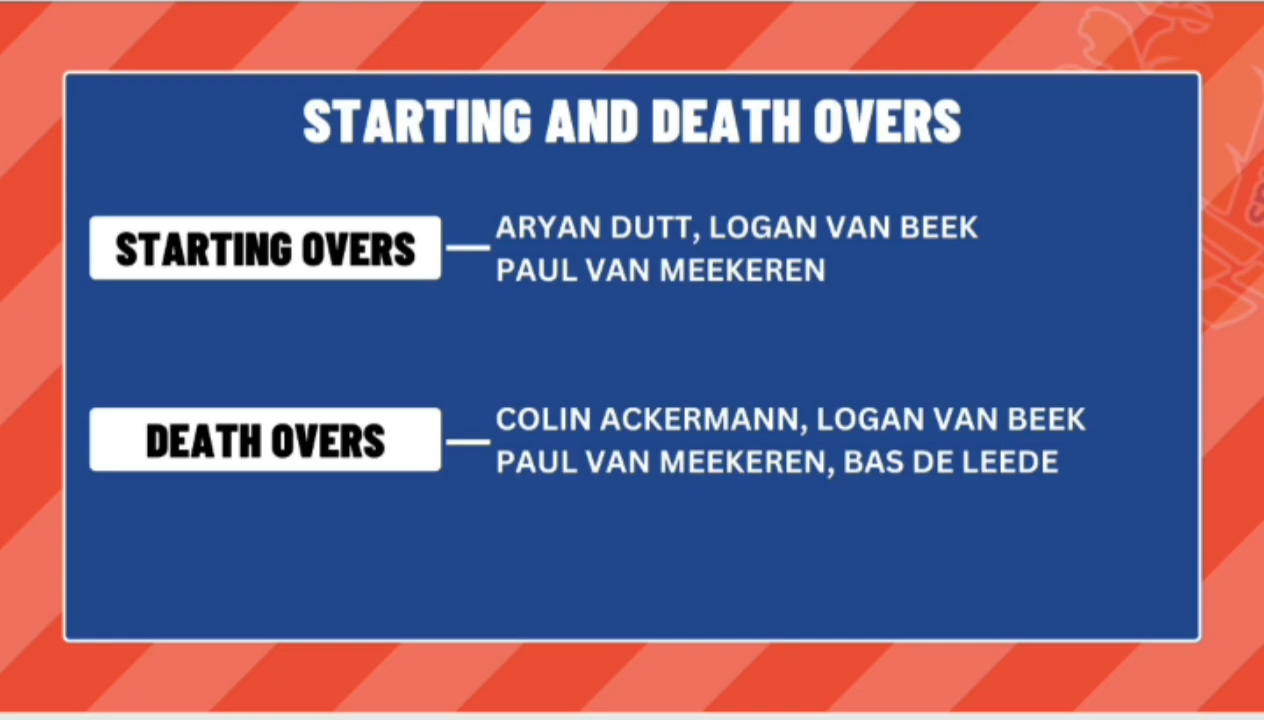 STARTING AND DEATH OVERS
STARTING OVERS
ARYAN DUTT, LOGAN VAN BEEK
PAUL VAN MEEKEREN
DEATH OVERS
COLIN ACKERMANN, LOGAN VAN BEEK
PAUL VAN MEEKEREN, BAS DE LEEDE